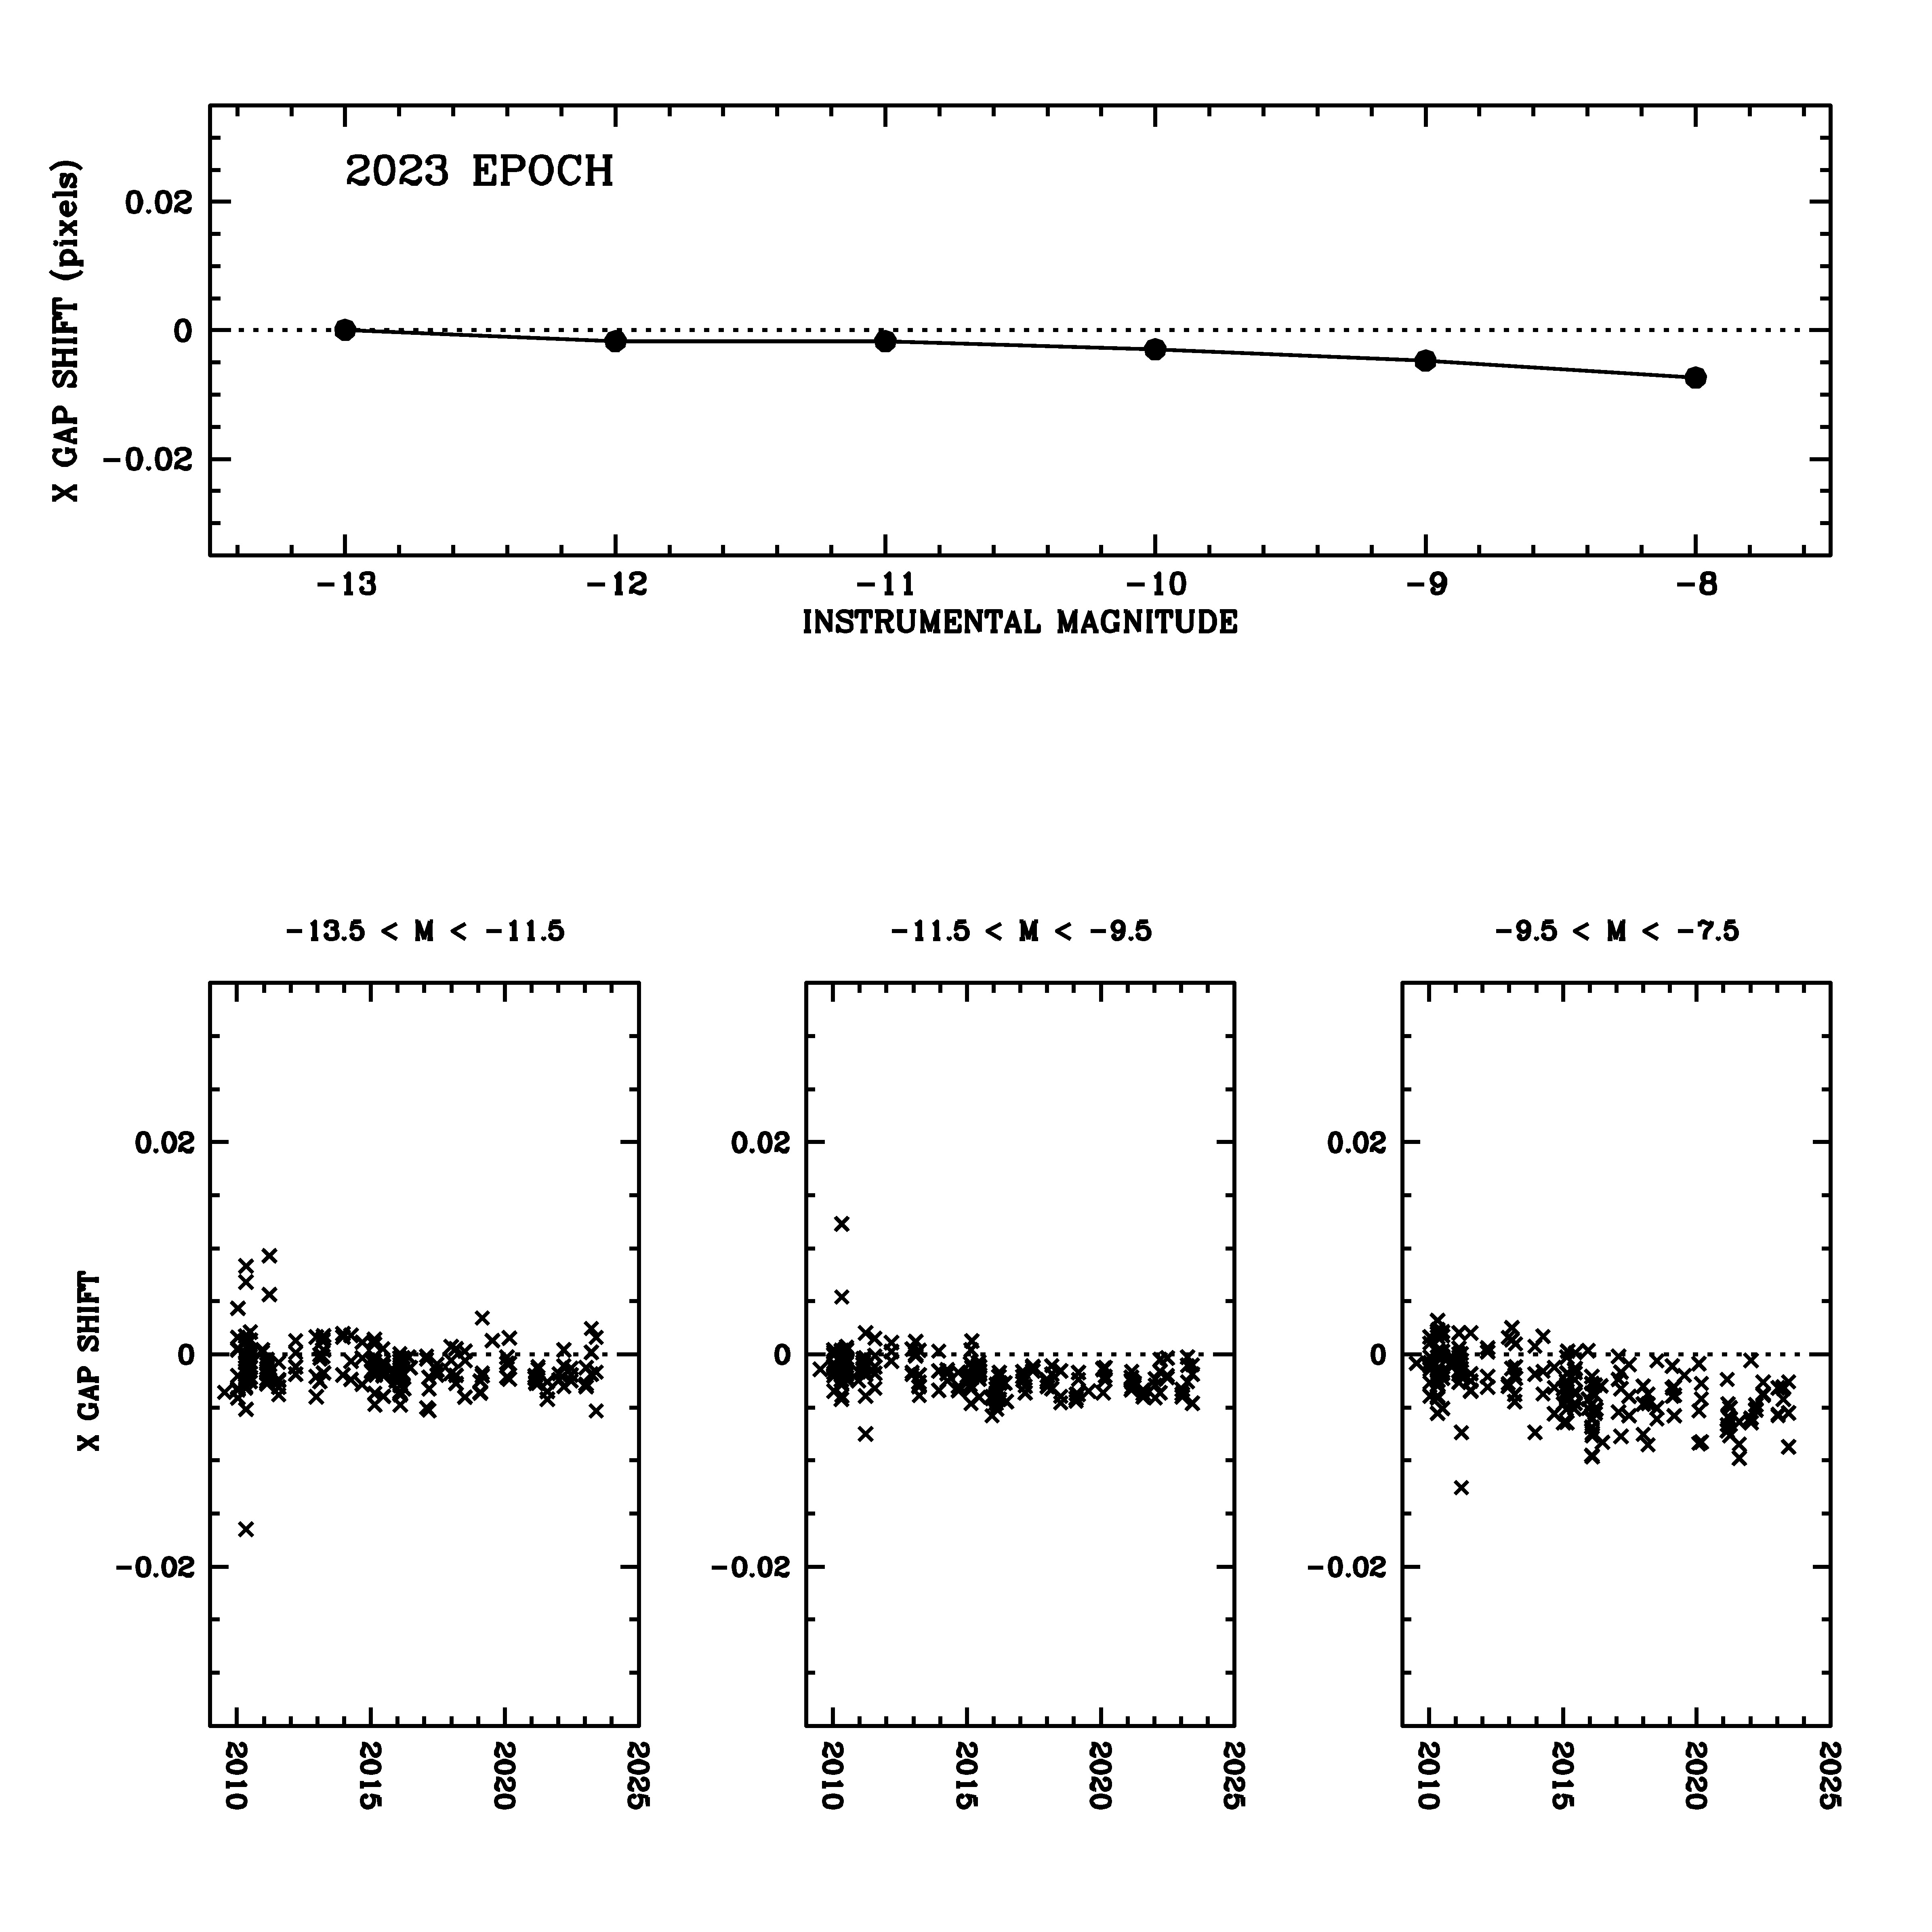 2023 EPOCH
X GAP SHIFT (pixels)
0.02
0
-0.02
-13 -12 -11 -10 -9 -8
INSTRUMENTAL MAGNITUDE
-13.5 < M < -11.5
-11.5 < M < -9.5
-9.5 < M < -7.5
X GAP SHIFT
0.02
0
-0.02
2010 2015 2020 2025
0.02
0
-0.02
2010 2015 2020 2025
0.02
0
-0.02
2010 2015 2020 2025